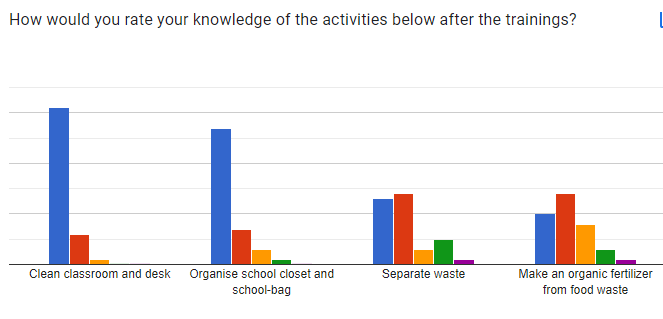 How would you rate your knowledge of the activities below after the trainings?
Clean classroom and desk
Organise school closet and
school-bag
Separate waste
Make an organic fertilizer
from food waste